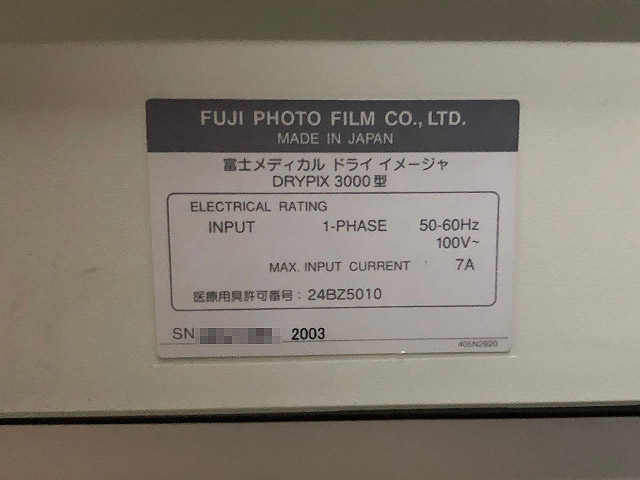 FUJI PHOTO FILM CO., LTD.
MADE IN JAPAN
富士メディカル ドライ イメージャ
DRYPIX 3000型
ELECTRICAL RATING
INPUT 1-PHASE 50-60Hz
100V~
MAX. INPUT CURRENT 7A
医療用具許可番号：24BZ5010
SN 2003
405N2920